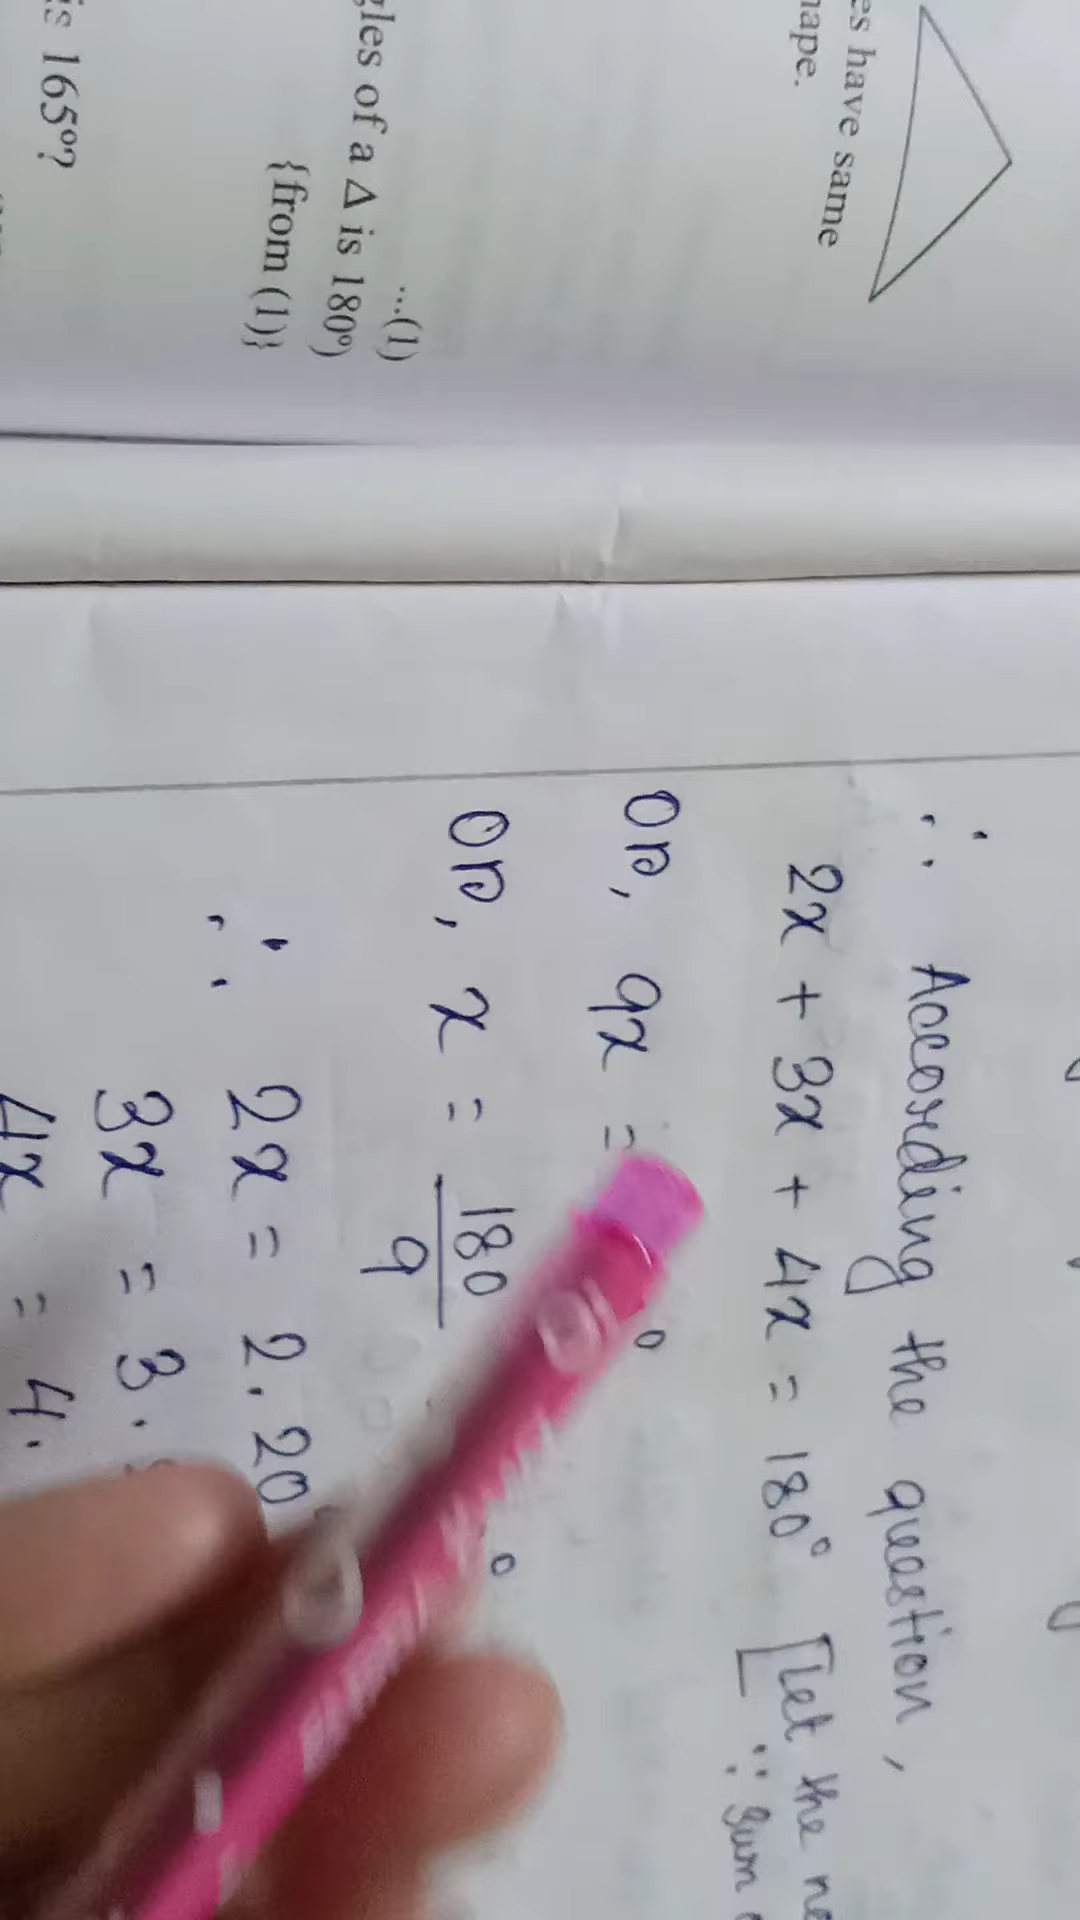 es have same
hape.
...(1)
gles of a Δ is 180°)
{from (1)}
is 165°?
∴ According the question,
2x + 3x + 4x = 180° [Let the
∵ sum
or, 9x = °
or, x = 180/9 °
∴ 2x = 2.20
3x = 3.
4x = 4.